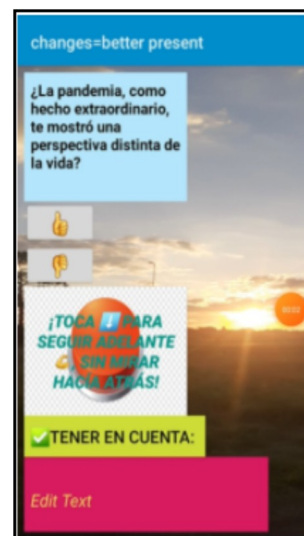 changes=better present
¿La pandemia, como
hecho extraordinario,
te mostró una
perspectiva distinta de
la vida?
¡TOCA ⬇️ PARA
SEGUIR ADELANTE
💪 SIN MIRAR
HACIA ATRÁS!
✅TENER EN CUENTA:
Edit Text